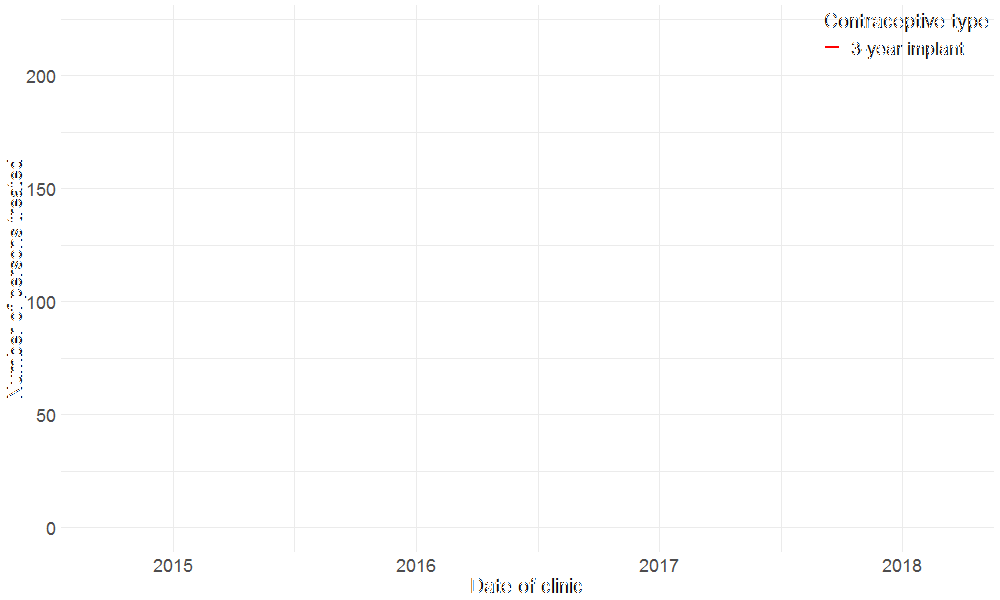 Contraceptive type
3-year implant
200
150
100
50
0
Number of persons treated
2015 2016 2017 2018
Date of clinic